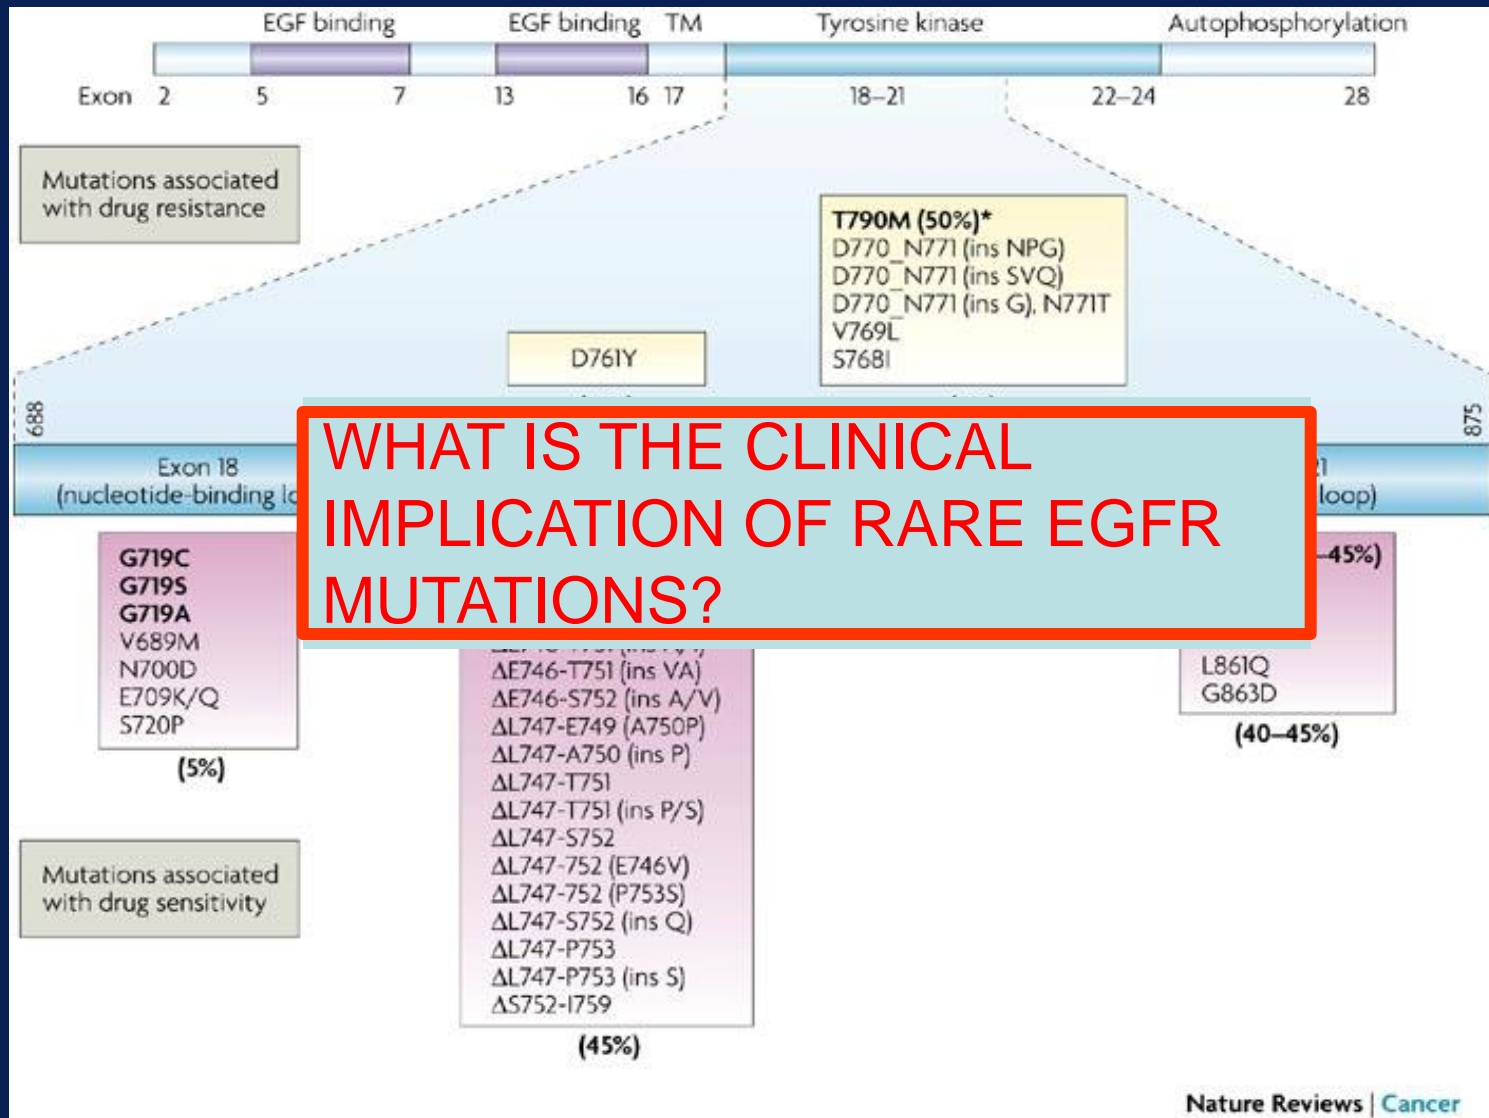 EGF binding EGF binding TM Tyrosine kinase Autophosphorylation
Exon 2 5 7 13 16 17 18–21 22–24 28
Mutations associated
with drug resistance
T790M (50%)*
D770_N771 (ins NPG)
D770_N771 (ins SVQ)
D770_N771 (ins G), N771T
V769L
S768I
D761Y
688
875
WHAT IS THE CLINICAL
IMPLICATION OF RARE EGFR
MUTATIONS?
Exon 18
(nucleotide-binding
loop)
G719C
G719S
G719A
V689M
N700D
E709K/Q
S720P
(5%)
ΔE746-T751 (ins VA)
ΔE746-S752 (ins A/V)
ΔL747-E749 (A750P)
ΔL747-A750 (ins P)
ΔL747-T751
ΔL747-T751 (ins P/S)
ΔL747-S752
ΔL747-752 (E746V)
ΔL747-752 (P753S)
ΔL747-S752 (ins Q)
ΔL747-P753
ΔL747-P753 (ins S)
ΔS752-I759
(45%)
–45%)
L861Q
G863D
(40–45%)
Mutations associated
with drug sensitivity
Nature Reviews | Cancer